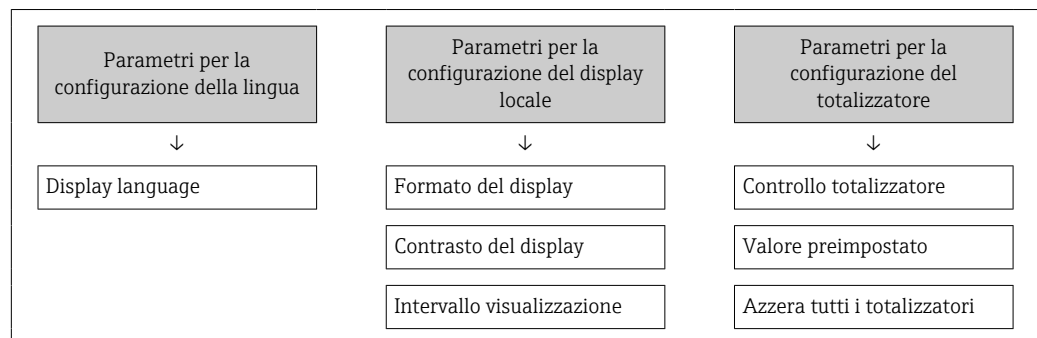 Parametri per la
configurazione della lingua
↓
Display language
Parametri per la
configurazione del display
locale
↓
Formato del display
Contrasto del display
Intervallo visualizzazione
Parametri per la
configurazione del
totalizzatore
↓
Controllo totalizzatore
Valore preimpostato
Azzera tutti i totalizzatori